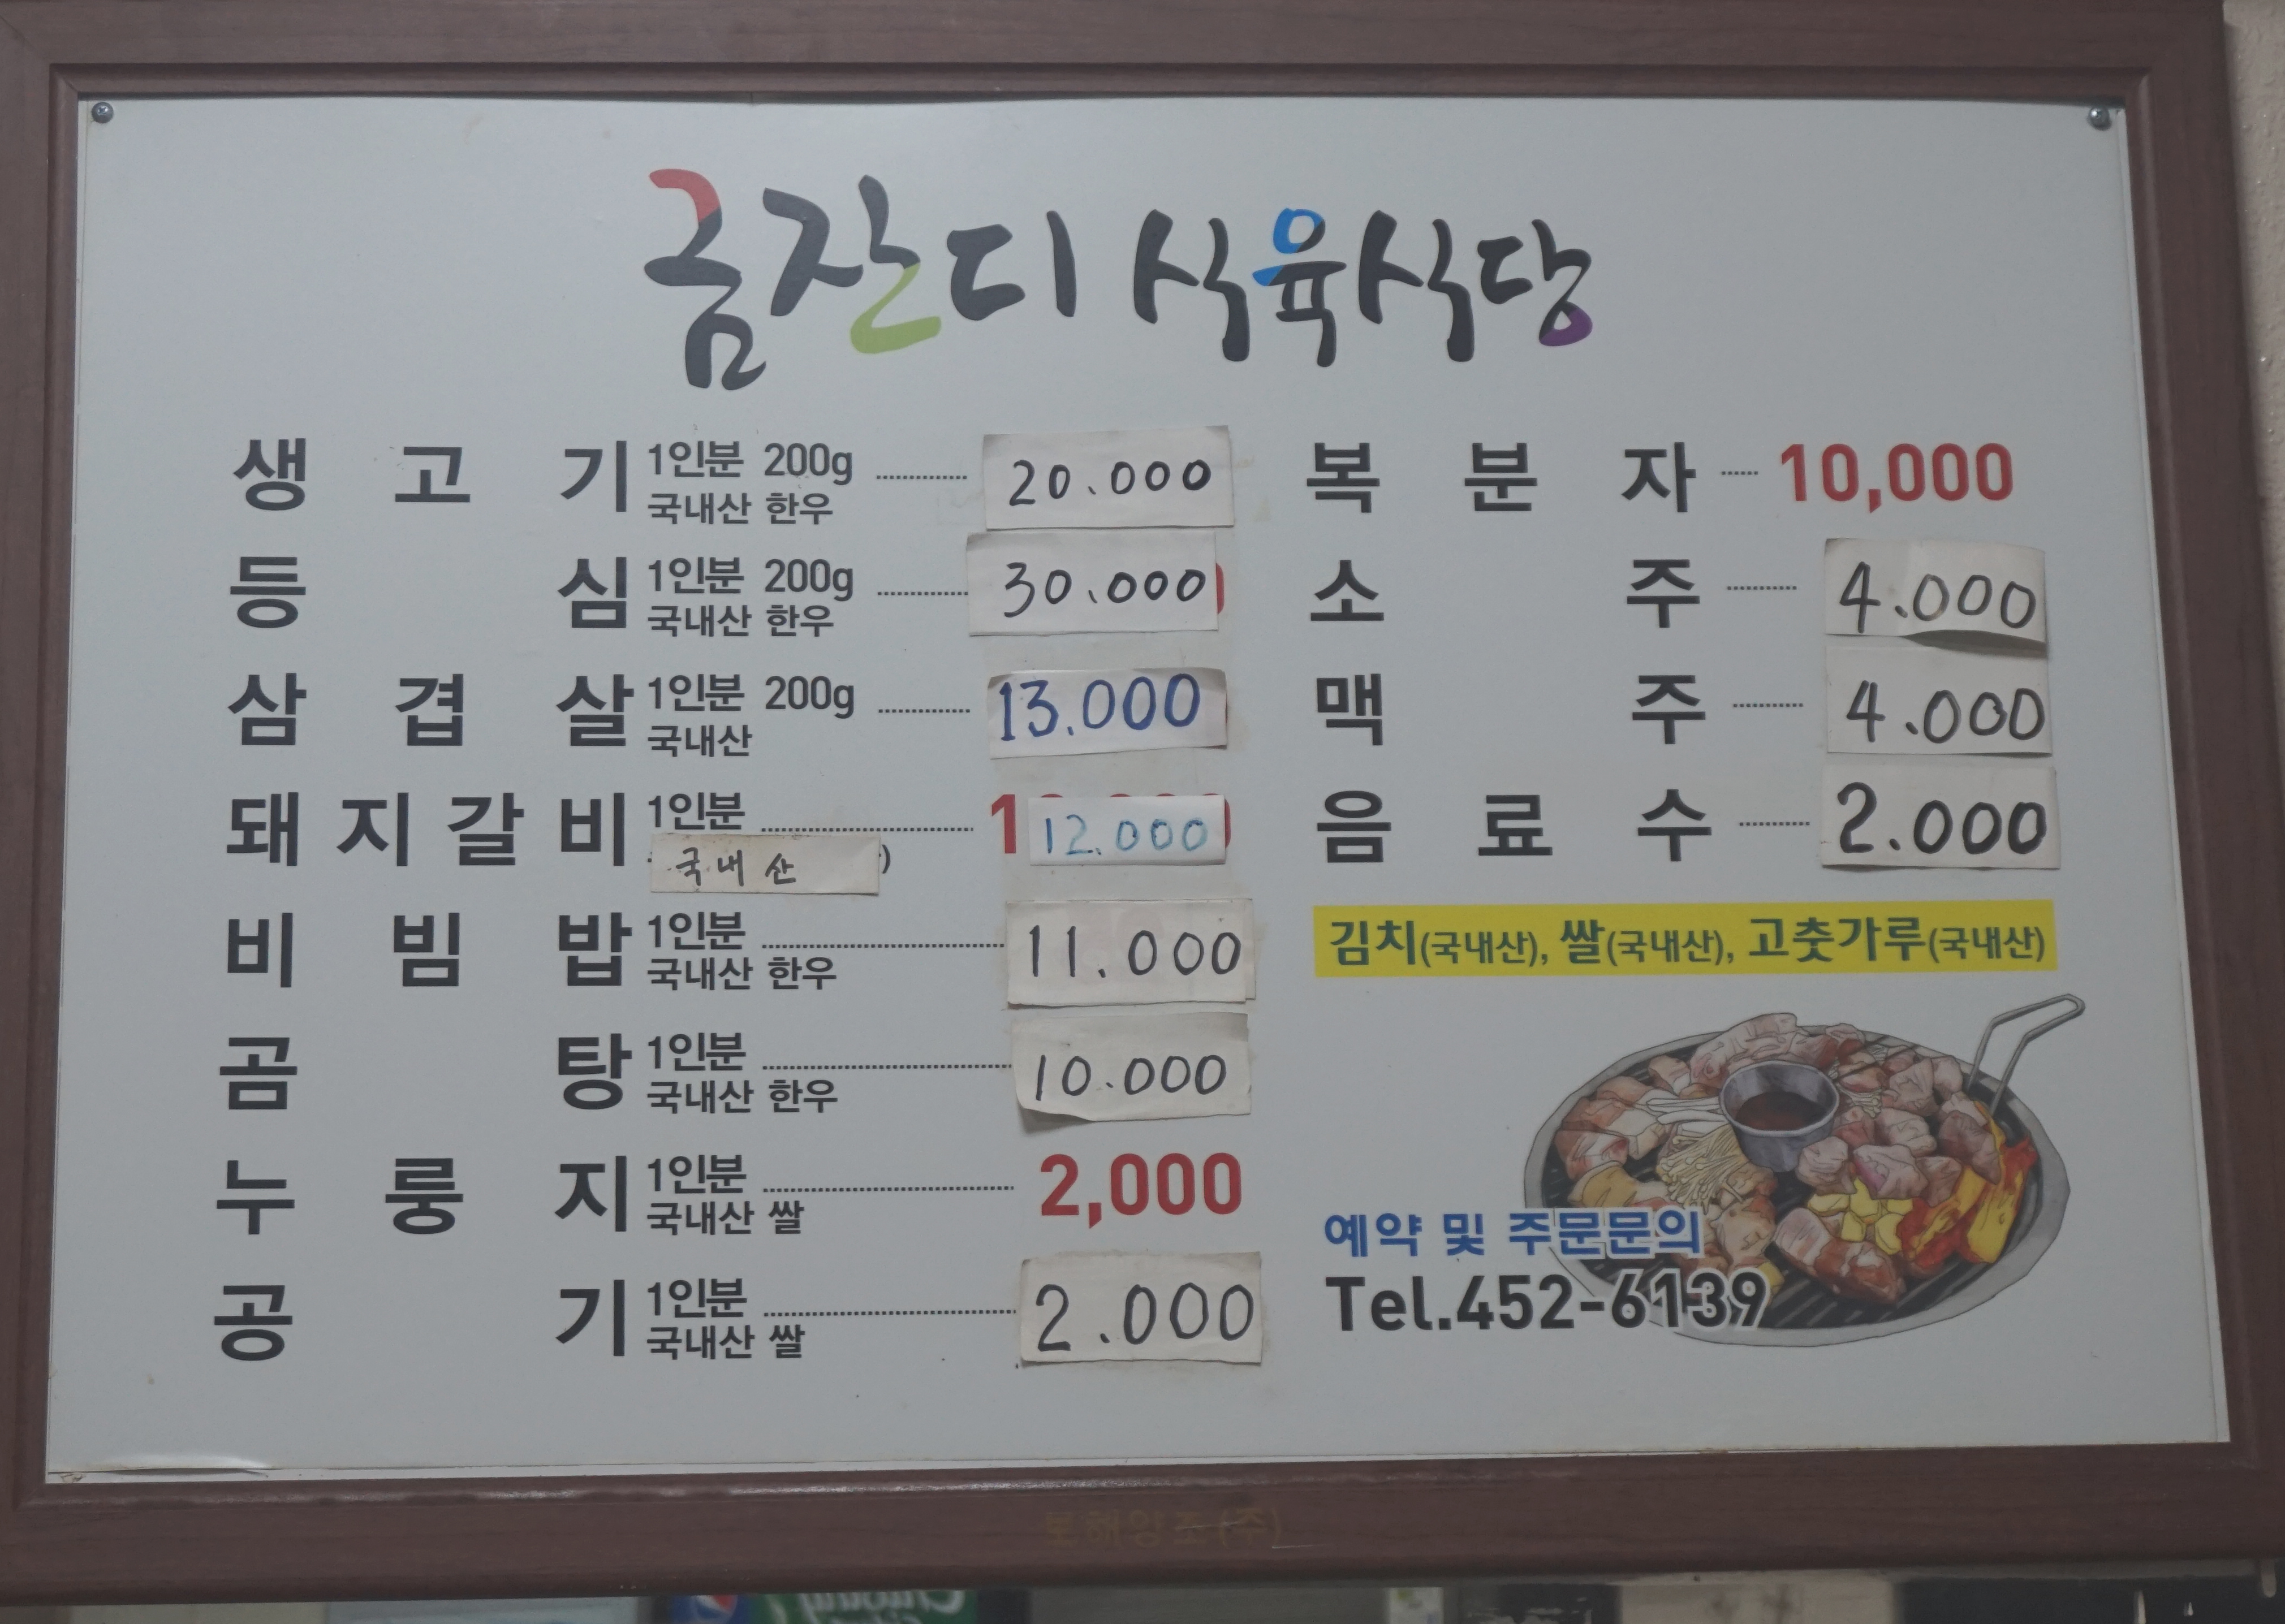 금잔디 식육식당
생고기 1인분 200g 국내산 한우 20.000
등심 1인분 200g 국내산 한우 30.000
삼겹살 1인분 200g 국내산 13.000
돼지갈비 1인분 국내산 12.000
비빔밥 1인분 국내산 한우 11.000
곰탕 1인분 국내산 한우 10.000
누룽지 1인분 국내산 쌀 2,000
공기 1인분 국내산 쌀 2.000
복분자 10,000
소주 4.000
맥주 4.000
음료수 2.000
김치(국내산), 쌀(국내산), 고춧가루(국내산)
예약 및 주문문의
Tel.452-6139